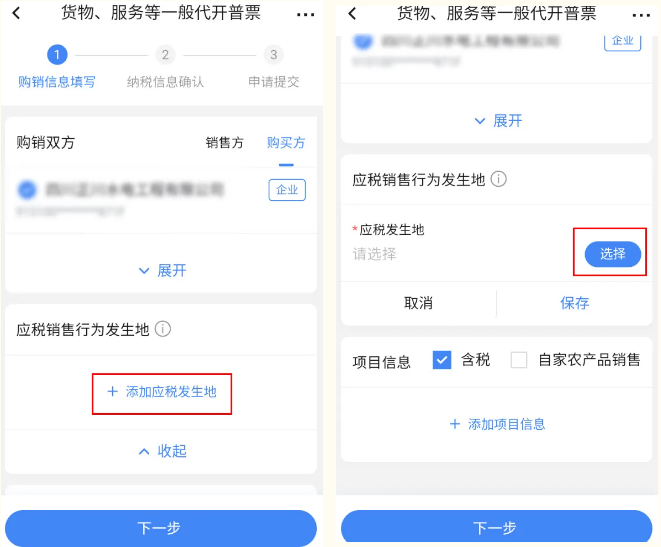 货物、服务等一般代开普票
1
2
3
购销信息填写
纳税信息确认
申请提交
购销双方
销售方
购买方
企业
展开
应税销售行为发生地
+ 添加应税发生地
收起
下一步
货物、服务等一般代开普票
企业
展开
应税销售行为发生地
*应税发生地
请选择
选择
取消
保存
项目信息
含税
自家农产品销售
+ 添加项目信息
下一步